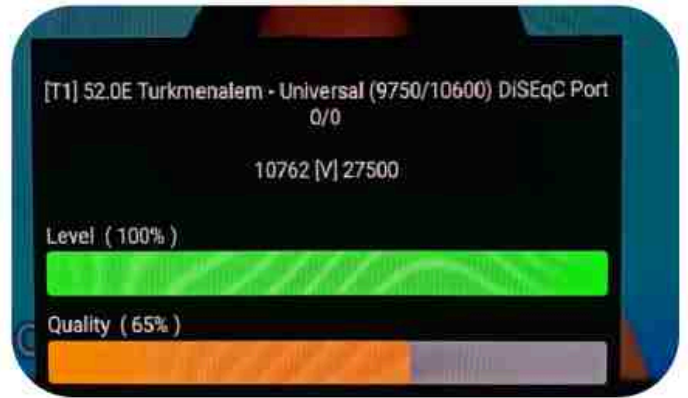 [T1] 52.0E Turkmenalem - Universal (9750/10600) DiSEqC Port
0/0
10762 [V] 27500
Level ( 100% )
Quality ( 65% )